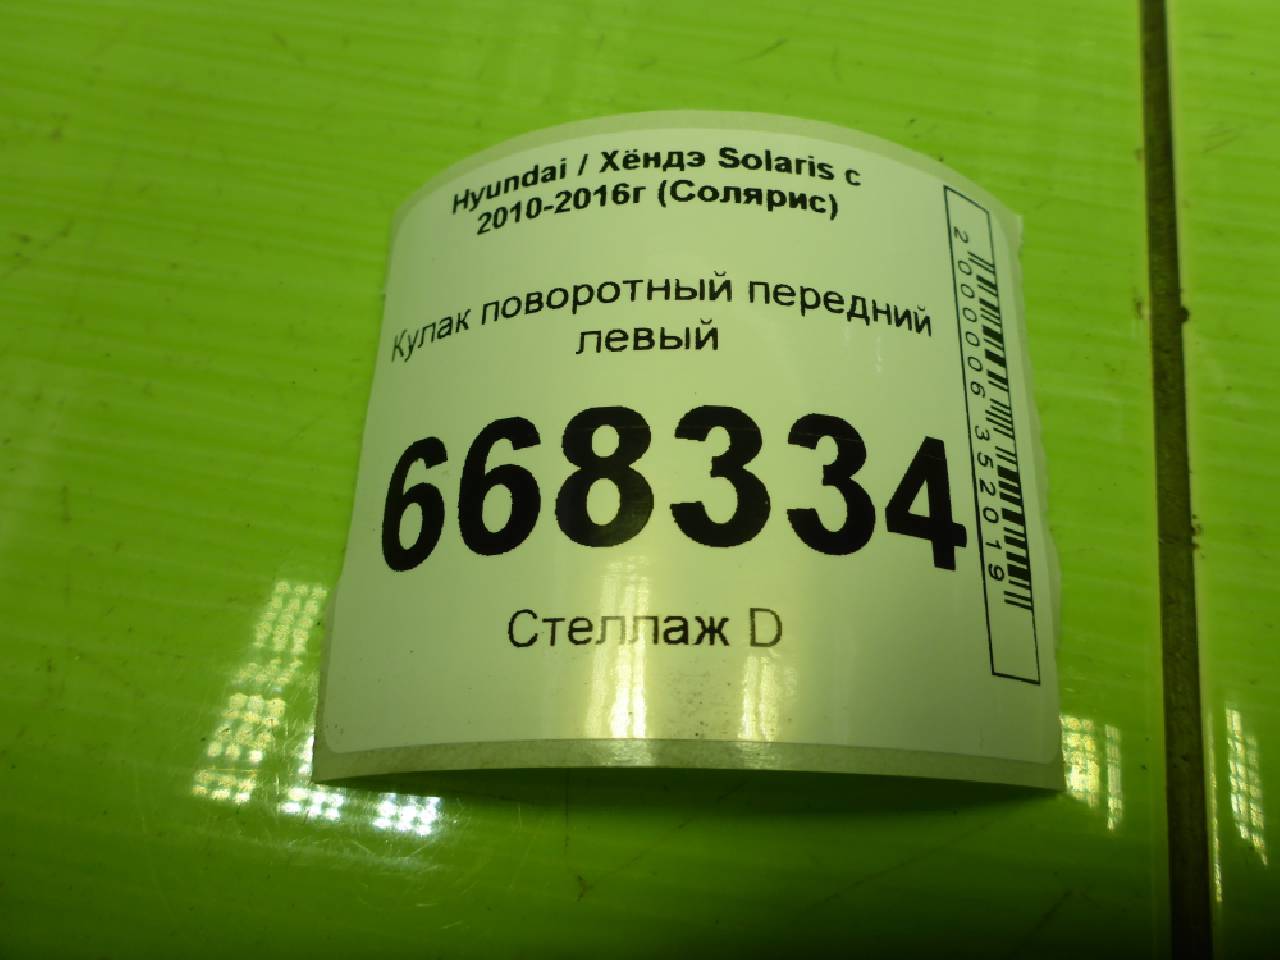 Hyundai / Хёндэ Solaris с
2010-2016г (Солярис)
Кулак поворотный передний
левый
668334
Стеллаж D
2000006352019